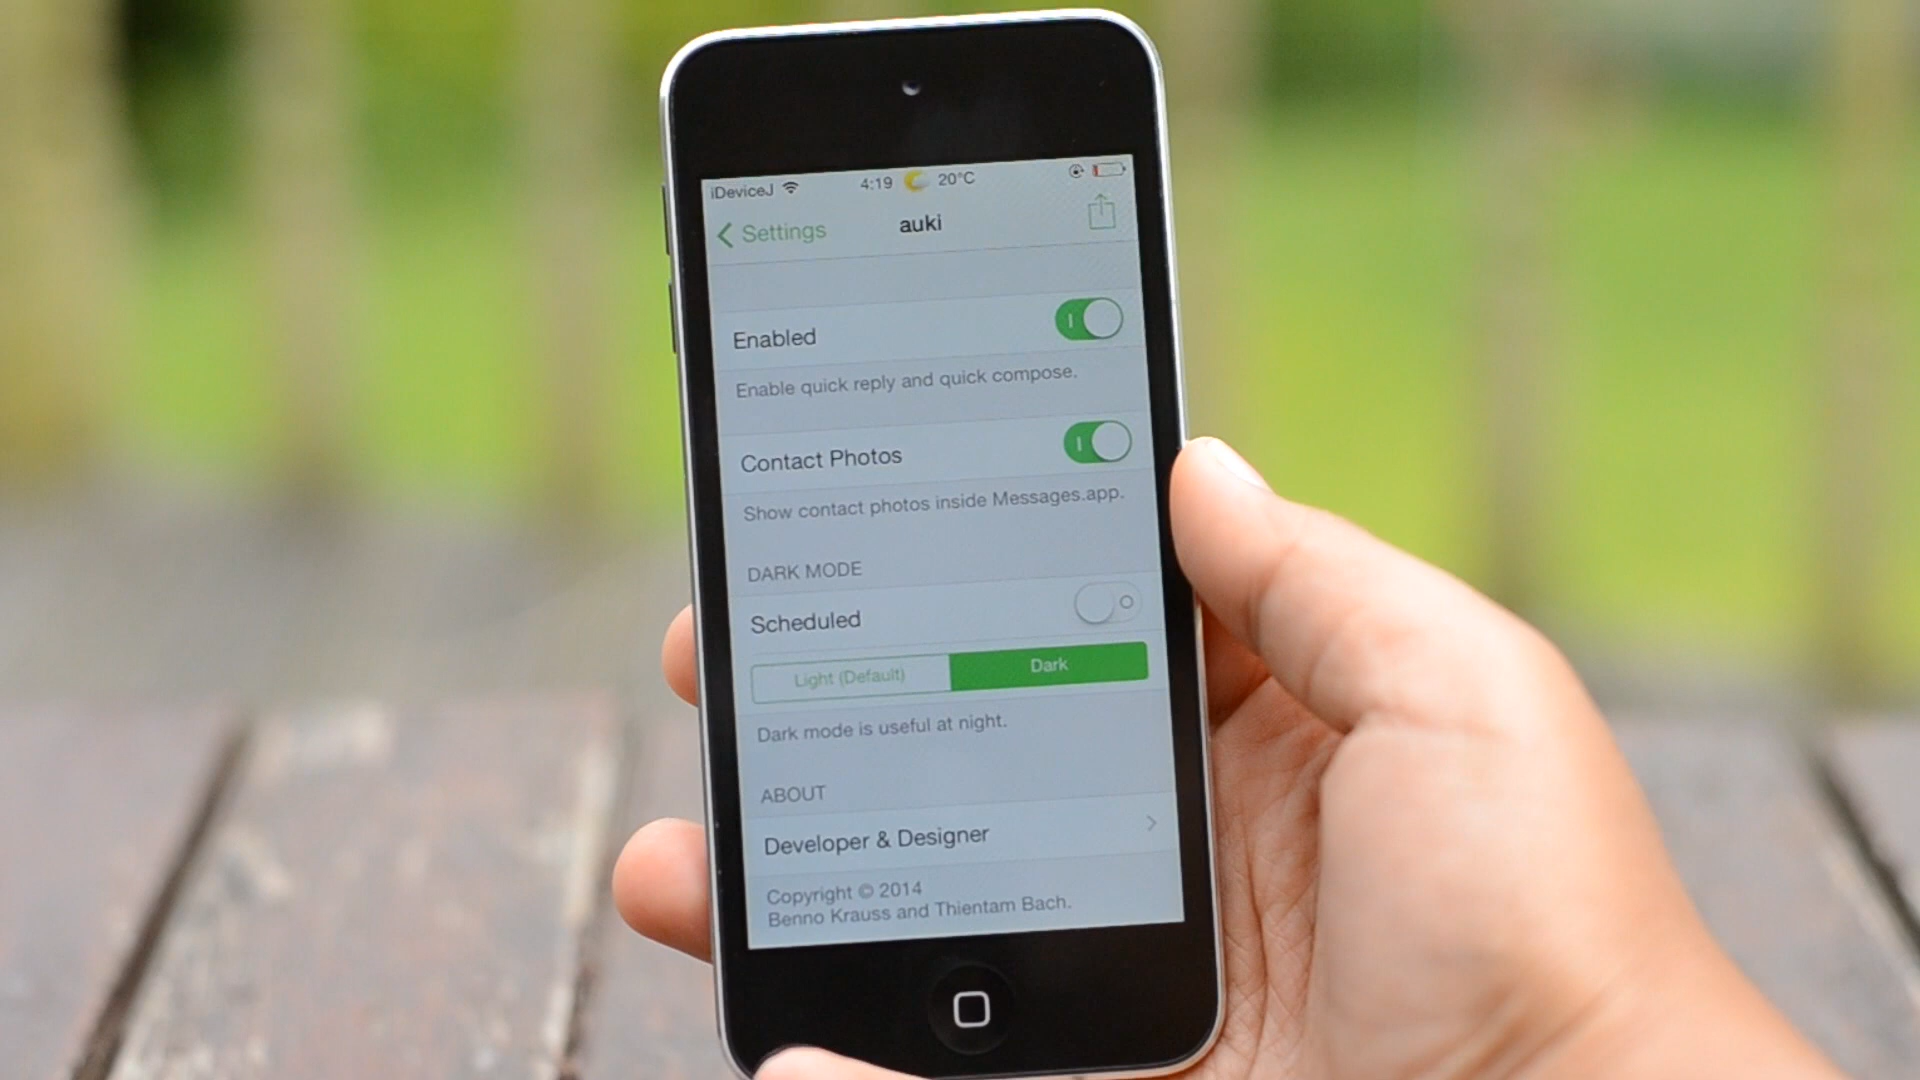 iDeviceJ 4:19 20°C
Settings auki
Enabled
Enable quick reply and quick compose.
Contact Photos
Show contact photos inside Messages.app.
DARK MODE
Scheduled
Light (Default) Dark
Dark mode is useful at night.
ABOUT
Developer & Designer
Copyright © 2014
Benno Krauss and Thientam Bach.